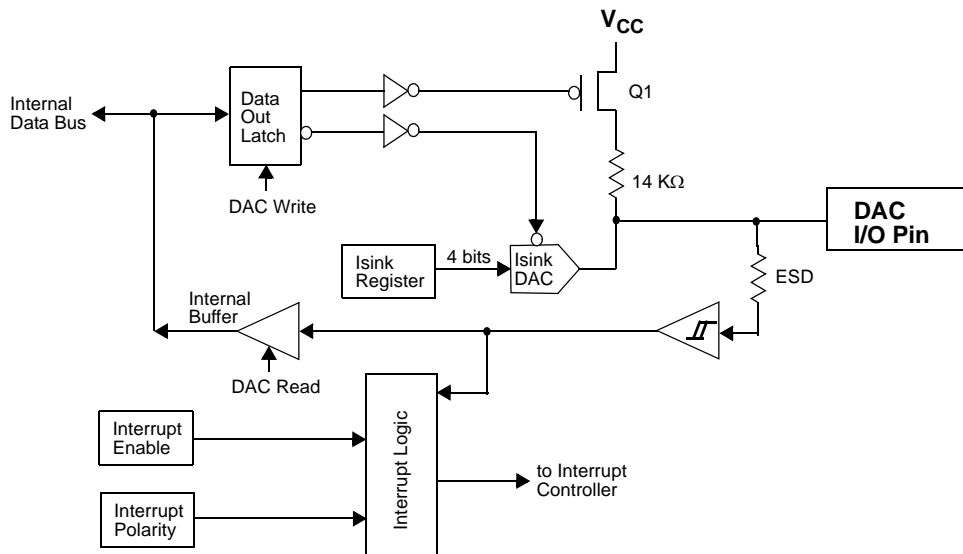 VCC
Q1
Internal
Data Bus
Data
Out
Latch
14 KΩ
DAC Write
DAC
I/O Pin
Isink
Register
4 bits
Isink
DAC
ESD
Internal
Buffer
DAC Read
Interrupt
Enable
Interrupt Logic
to Interrupt
Controller
Interrupt
Polarity